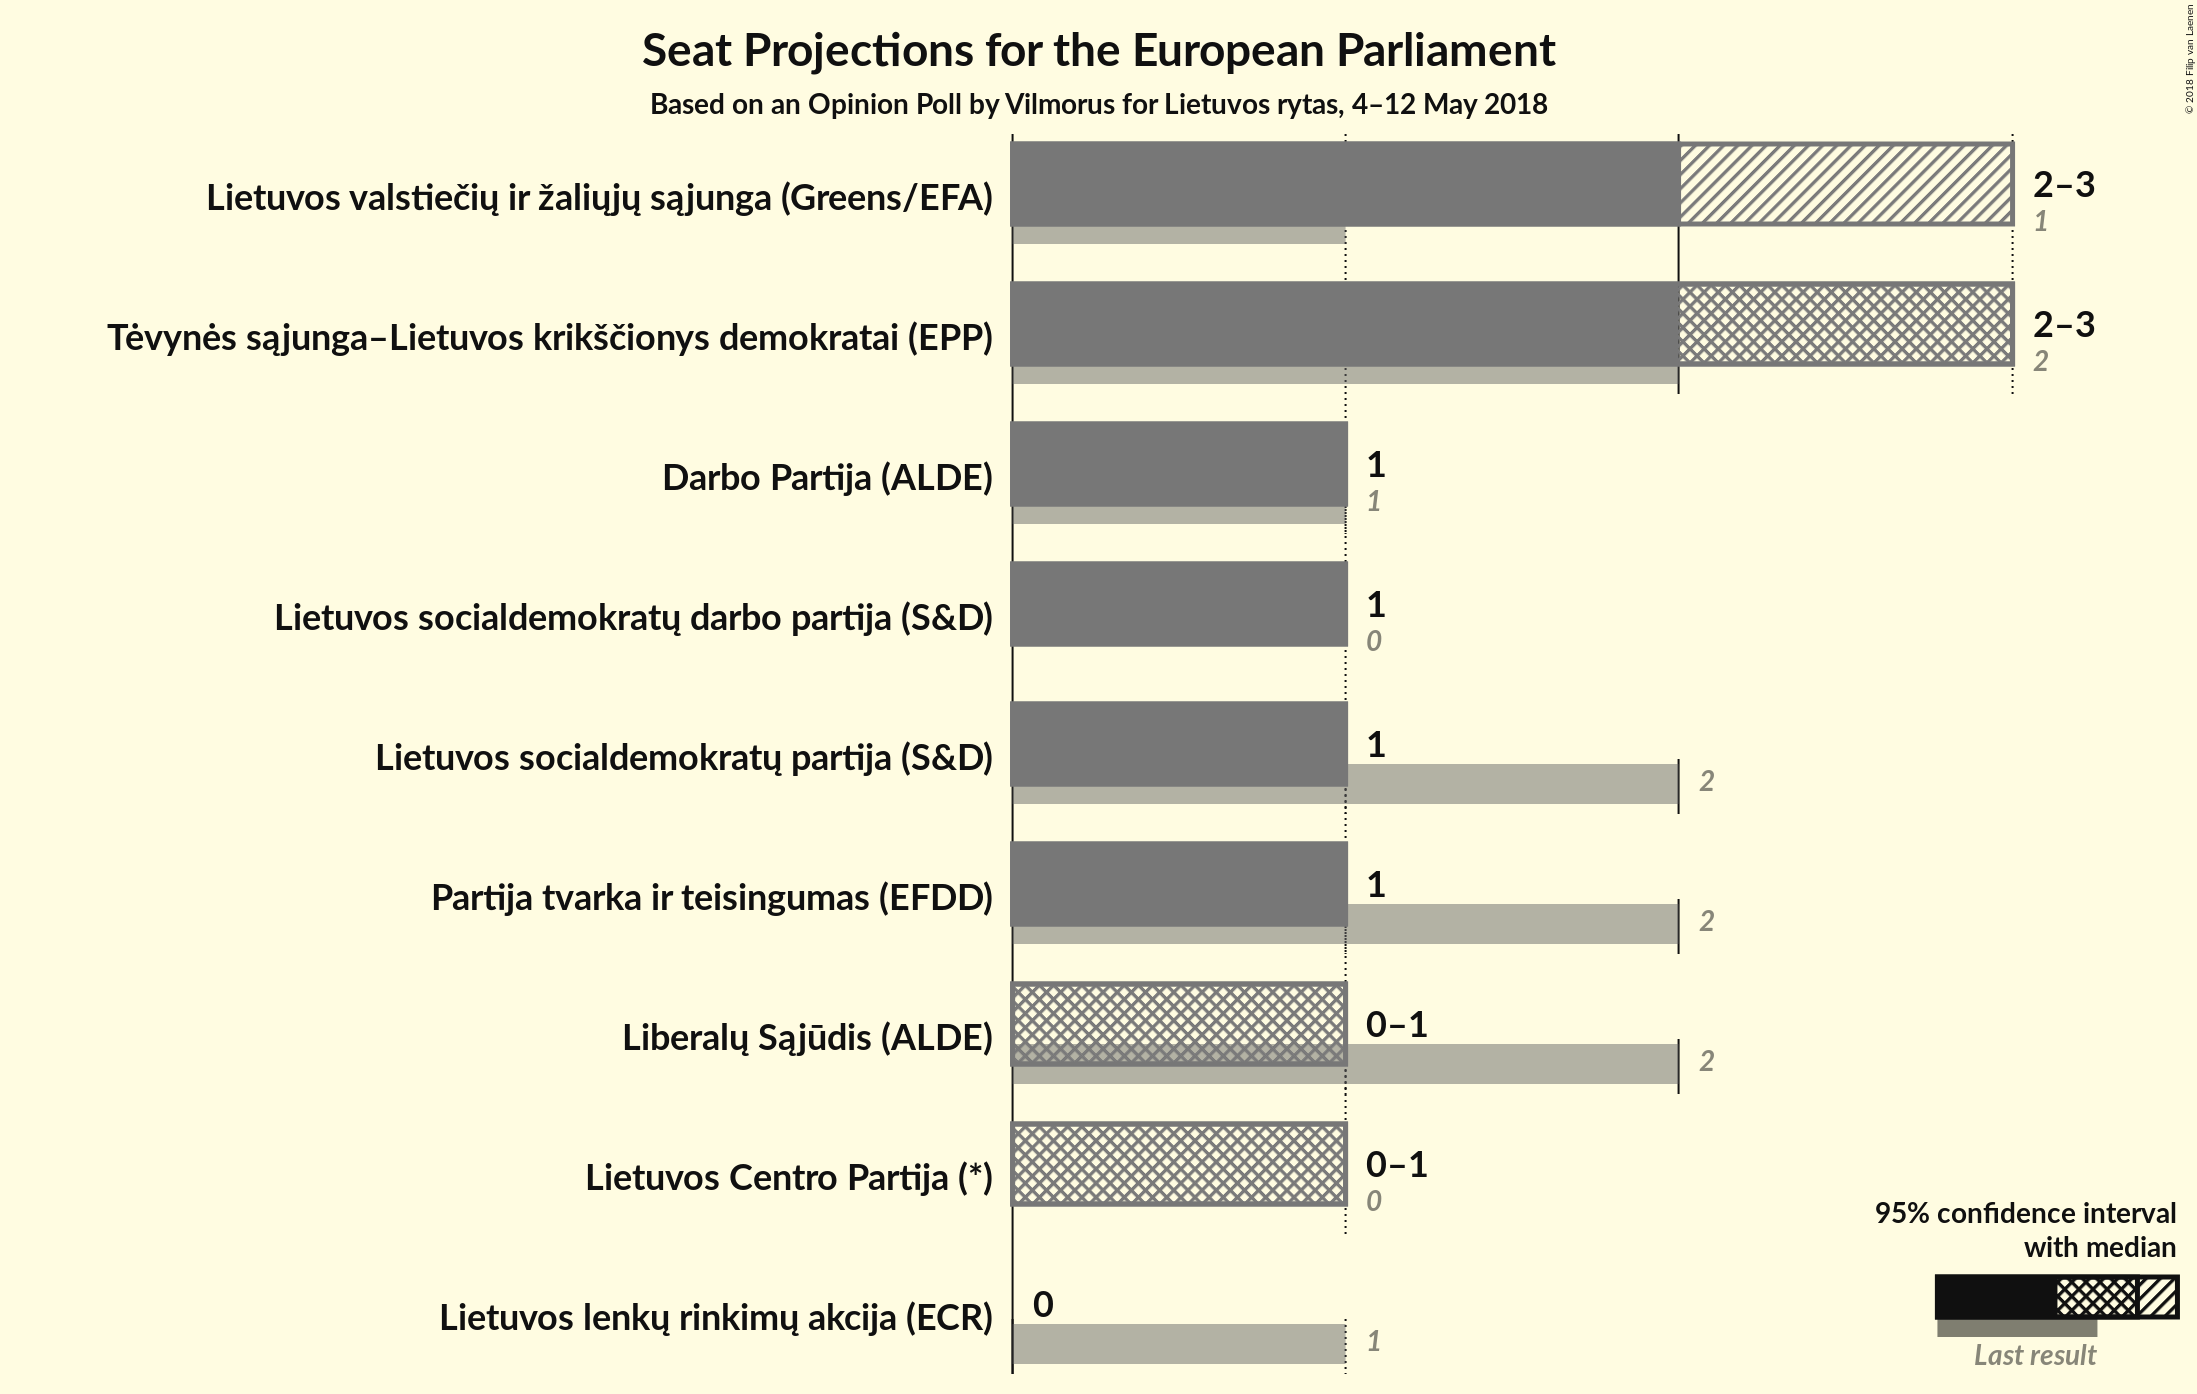 Seat Projections for the European Parliament
Based on an Opinion Poll by Vilmorus for Lietuvos rytas, 4–12 May 2018
© 2018 Filip van Laenen
Lietuvos valstiečių ir žaliųjų sąjunga (Greens/EFA)
2–3
1
Tėvynės sąjunga–Lietuvos krikščionys demokratai (EPP)
2–3
2
Darbo Partija (ALDE)
1
1
Lietuvos socialdemokratų darbo partija (S&D)
1
0
Lietuvos socialdemokratų partija (S&D)
1
2
Partija tvarka ir teisingumas (EFDD)
1
2
Liberalų Sąjūdis (ALDE)
0–1
2
Lietuvos Centro Partija (*)
0–1
0
Lietuvos lenkų rinkimų akcija (ECR)
0
1
95% confidence interval
with median
Last result